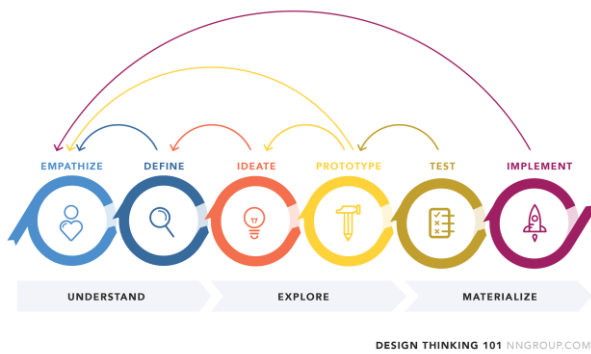 EMPATHIZE DEFINE IDEATE PROTOTYPE TEST IMPLEMENT
UNDERSTAND EXPLORE MATERIALIZE
DESIGN THINKING 101 NNGROUP.COM